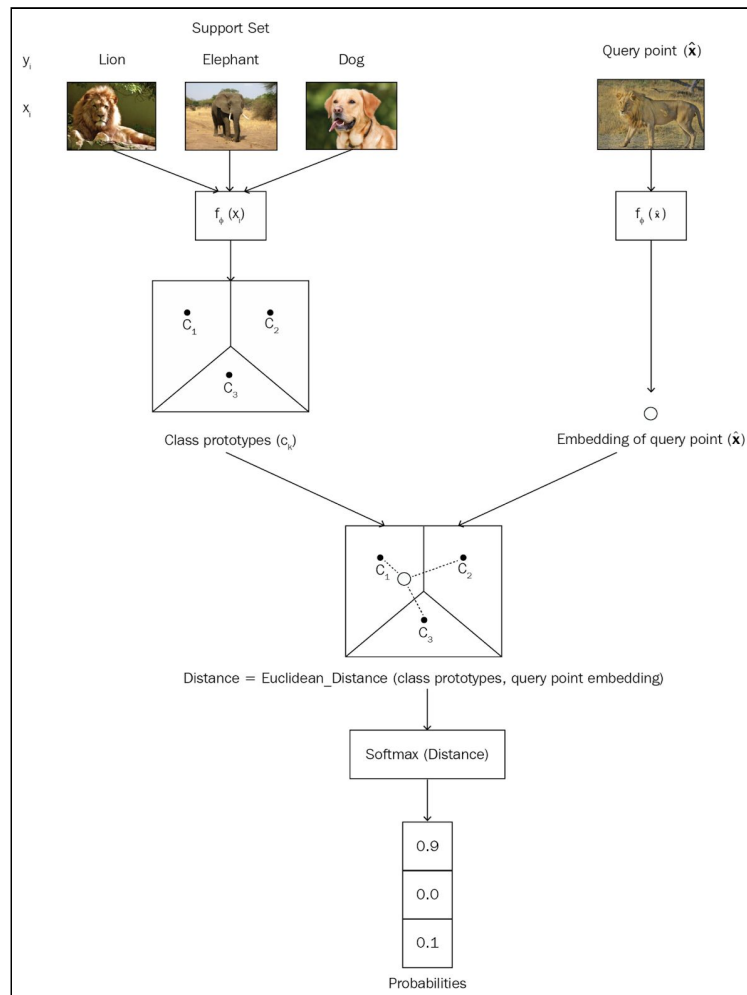 Support Set
yᵢ Lion Elephant Dog Query point (x̂)
xᵢ
f_ϕ (xᵢ) f_ϕ (x̂)
C₁ C₂
C₃
Class prototypes (cₖ) Embedding of query point (x̂)
C₁ C₂
C₃
Distance = Euclidean_Distance (class prototypes, query point embedding)
Softmax (Distance)
0.9
0.0
0.1
Probabilities